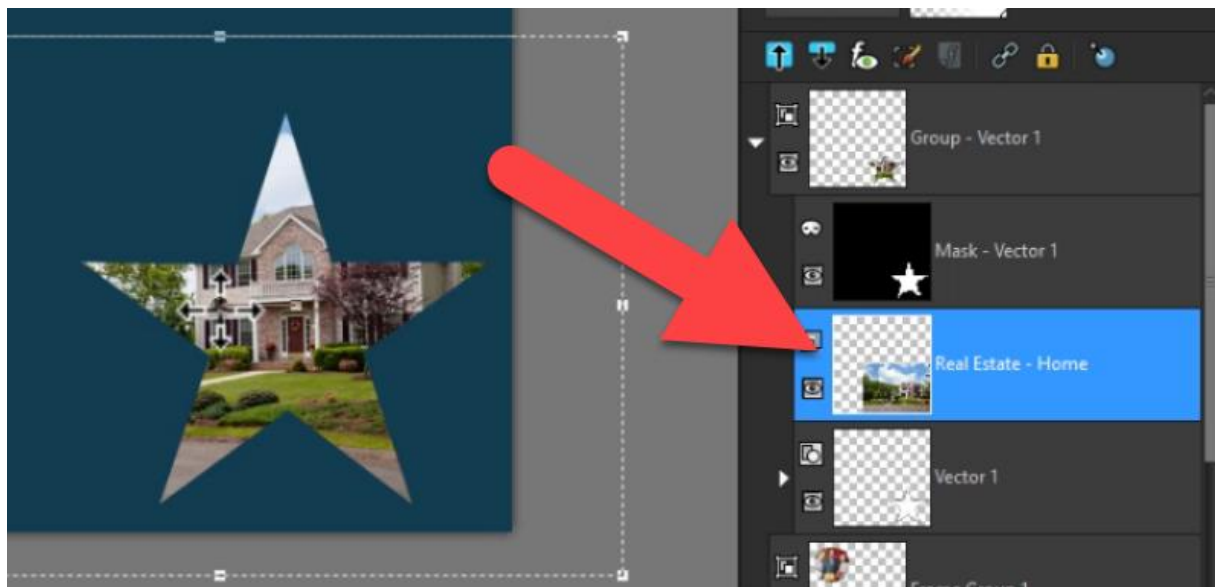 Group - Vector 1
Mask - Vector 1
Real Estate - Home
Vector 1